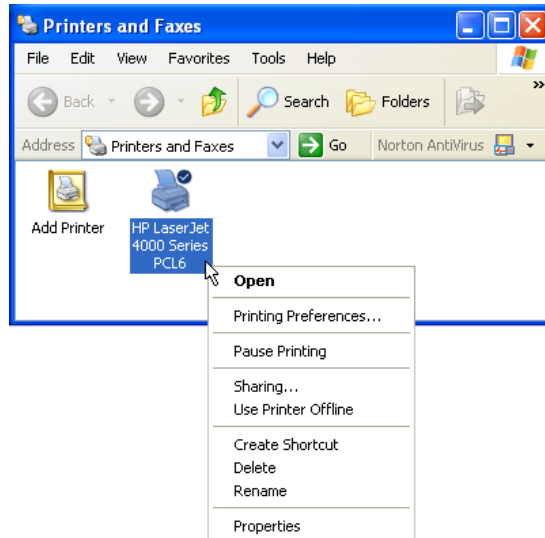 Printers and Faxes
File Edit View Favorites Tools Help
Back Search Folders »
Address Printers and Faxes Go Norton AntiVirus
Add Printer
HP LaserJet
4000 Series
PCL6
Open
Printing Preferences...
Pause Printing
Sharing...
Use Printer Offline
Create Shortcut
Delete
Rename
Properties